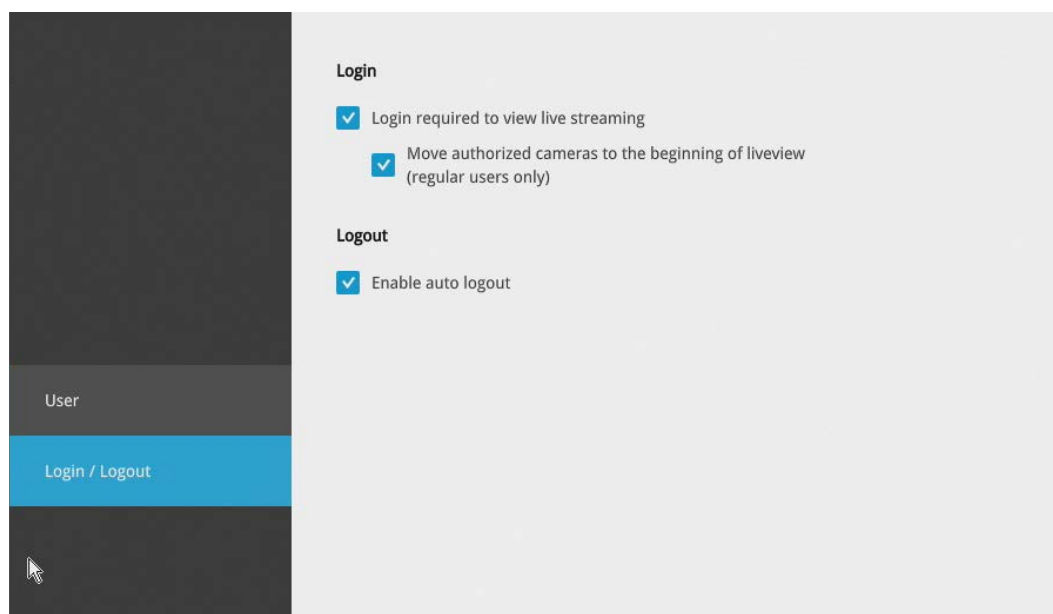 Login
Login required to view live streaming
Move authorized cameras to the beginning of liveview
(regular users only)
Logout
Enable auto logout
User
Login / Logout